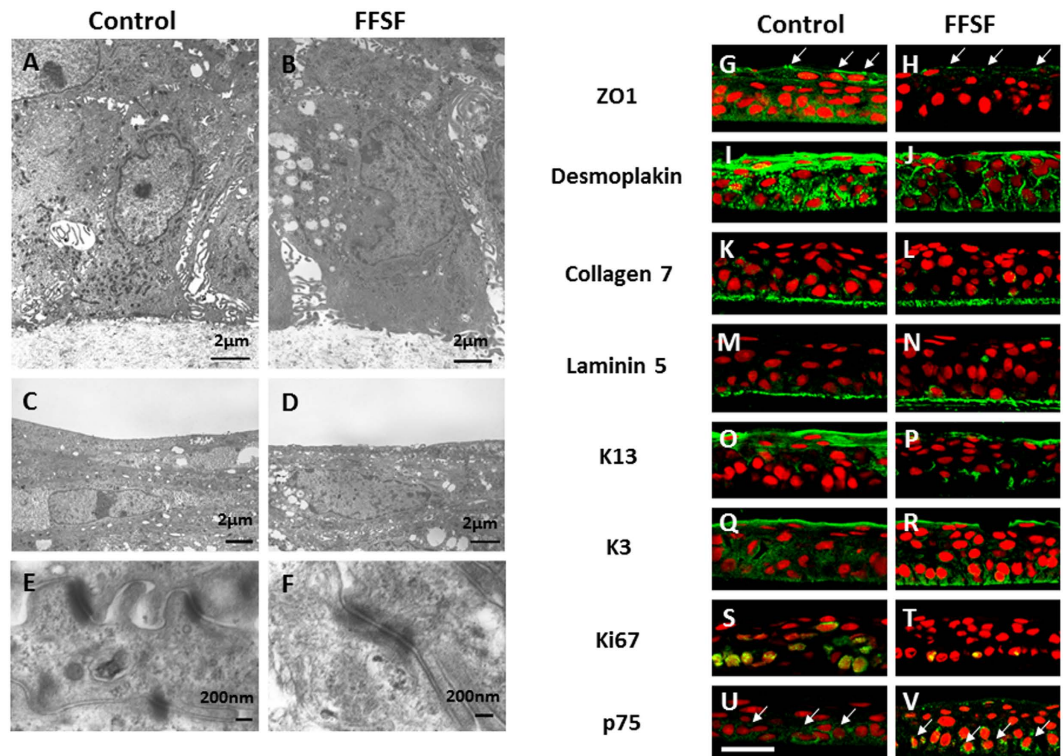 Control FFSF
A B
2µm 2µm
C D
2µm 2µm
E F
200nm 200nm
Control FFSF
ZO1 G H
Desmoplakin I J
Collagen 7 K L
Laminin 5 M N
K13 O P
K3 Q R
Ki67 S T
p75 U V